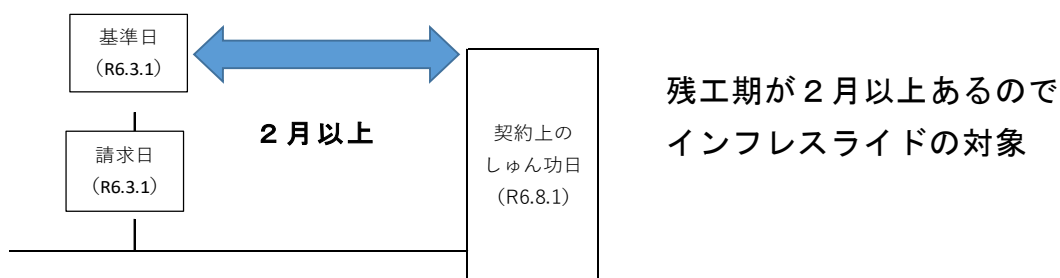 基準日
（R6.3.1）
２月以上
請求日
（R6.3.1）
契約上の
しゅん功日
（R6.8.1）
残工期が２月以上あるので
インフレスライドの対象